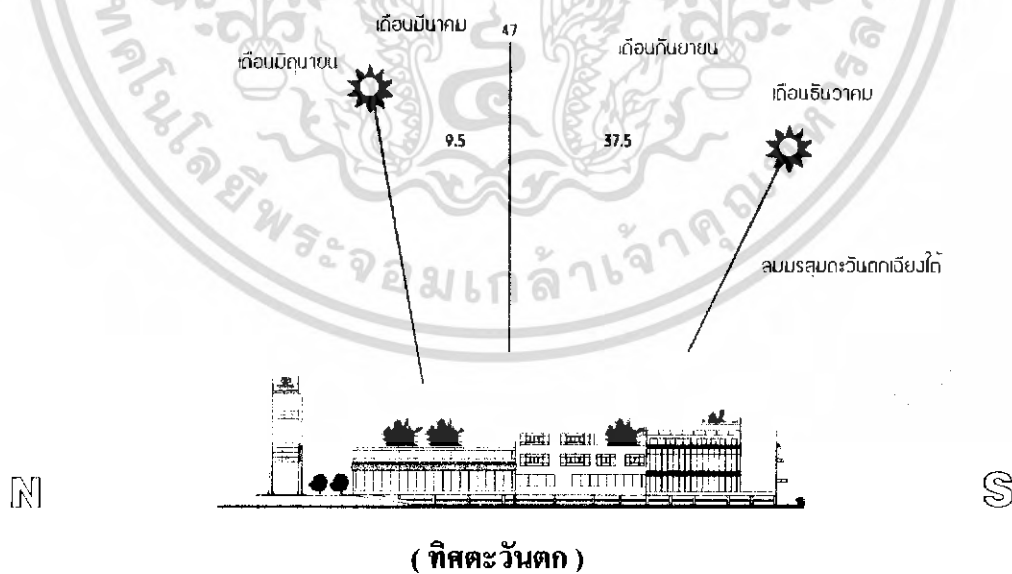 เดือนมีนาคม
47
เดือนกันยายน
เดือนมิถุนายน
เดือนธันวาคม
9.5
37.5
ลมมรสุมตะวันตกเฉียงใต้
N
S
( ทิศตะวันตก )